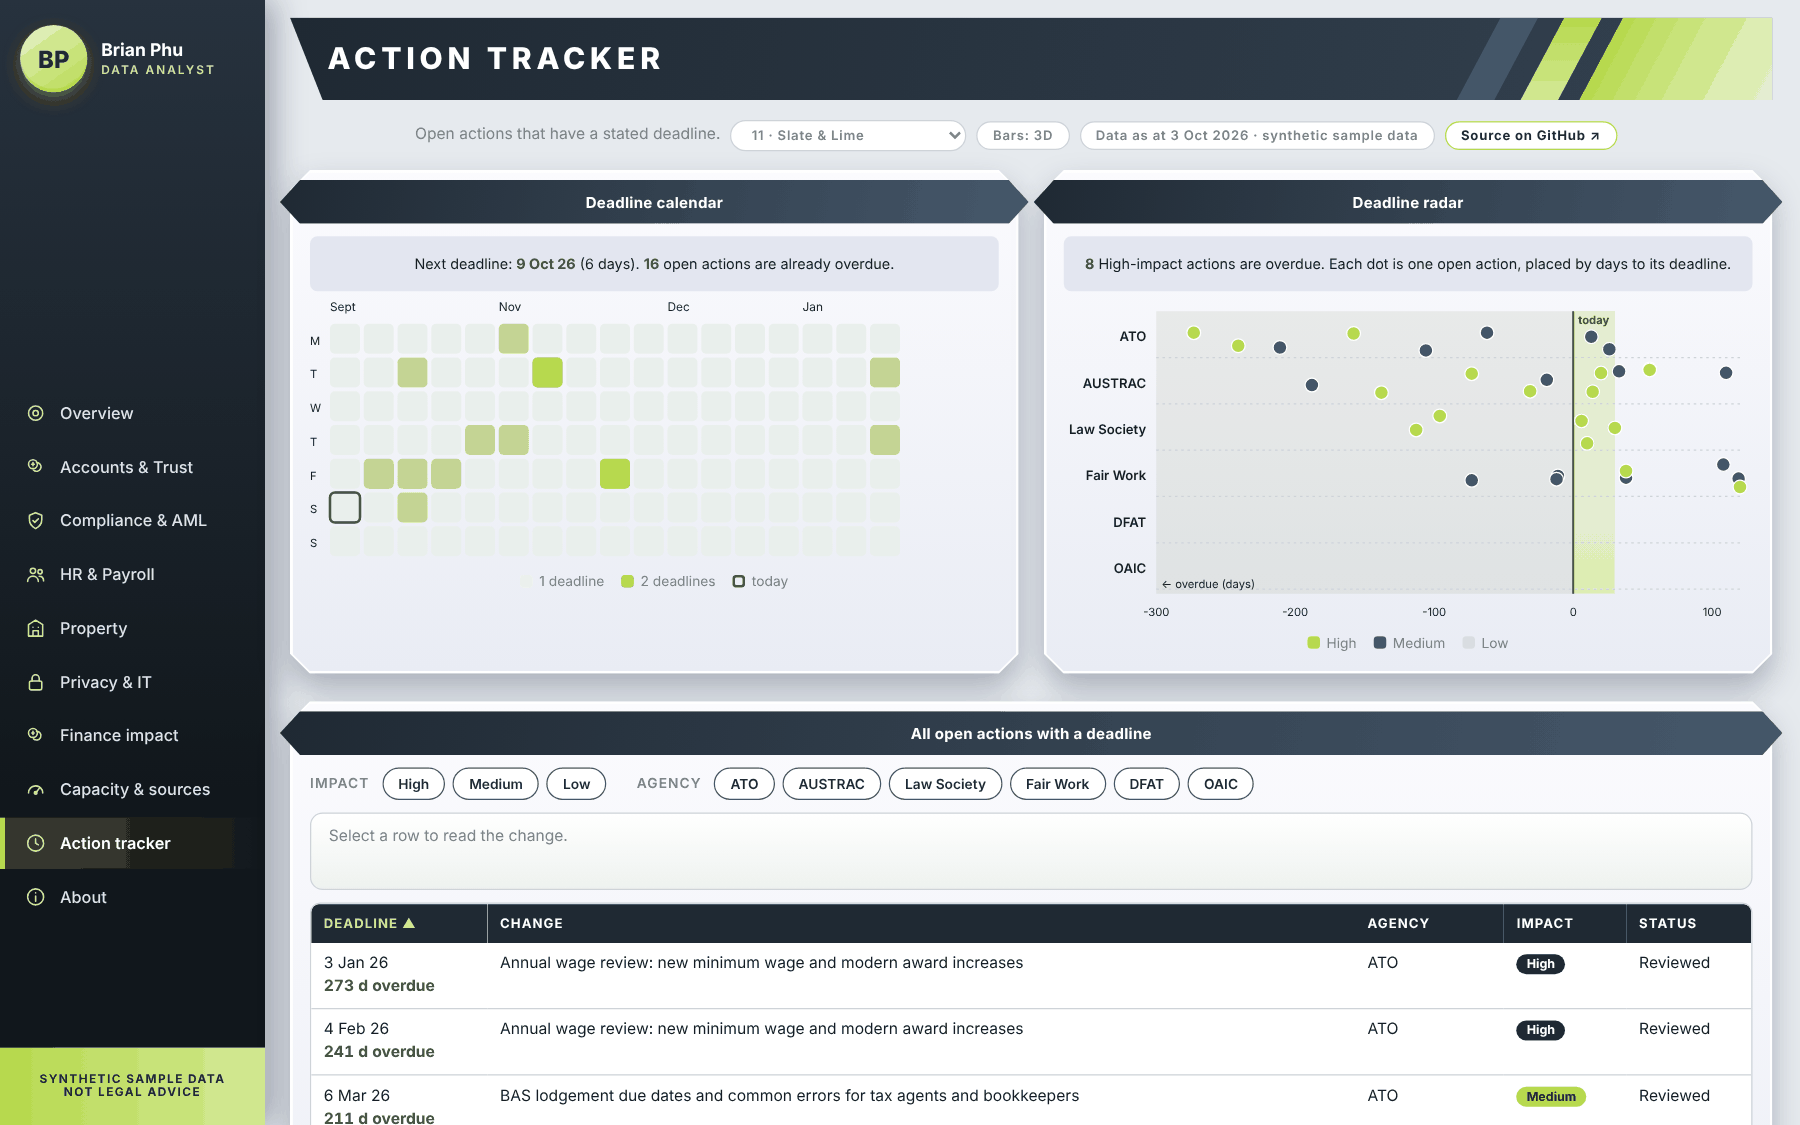 BP
Brian Phu
DATA ANALYST
Overview
Accounts & Trust
Compliance & AML
HR & Payroll
Property
Privacy & IT
Finance impact
Capacity & sources
Action tracker
About
SYNTHETIC SAMPLE DATA
NOT LEGAL ADVICE
ACTION TRACKER
Open actions that have a stated deadline.
11 · Slate & Lime
Bars: 3D
Data as at 3 Oct 2026 · synthetic sample data
Source on GitHub ↗
Deadline calendar
Next deadline: 9 Oct 26 (6 days). 16 open actions are already overdue.
Sept Nov Dec Jan
M
T
W
T
F
S
S
1 deadline 2 deadlines today
Deadline radar
8 High-impact actions are overdue. Each dot is one open action, placed by days to its deadline.
today
ATO
AUSTRAC
Law Society
Fair Work
DFAT
OAIC
← overdue (days)
-300 -200 -100 0 100
High Medium Low
All open actions with a deadline
IMPACT High Medium Low AGENCY ATO AUSTRAC Law Society Fair Work DFAT OAIC
Select a row to read the change.
DEADLINE ▲ CHANGE AGENCY IMPACT STATUS
3 Jan 26 Annual wage review: new minimum wage and modern award increases ATO High Reviewed
273 d overdue
4 Feb 26 Annual wage review: new minimum wage and modern award increases ATO High Reviewed
241 d overdue
6 Mar 26 BAS lodgement due dates and common errors for tax agents and bookkeepers ATO Medium Reviewed
211 d overdue